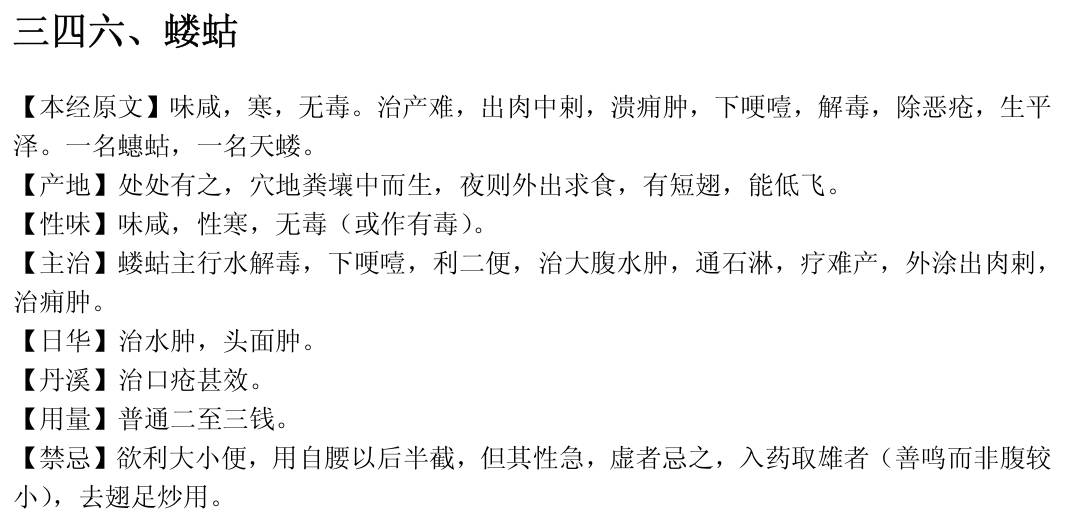 三四六、蝼蛄
【本经原文】味咸，寒，无毒。治产难，出肉中刺，溃痈肿，下哽噎，解毒，除恶疮，生平
泽。一名蟪蛄，一名天蝼。
【产地】处处有之，穴地粪壤中而生，夜则外出求食，有短翅，能低飞。
【性味】味咸，性寒，无毒（或作有毒）。
【主治】蝼蛄主行水解毒，下哽噎，利二便，治大腹水肿，通石淋，疗难产，外涂出肉刺，
治痈肿。
【日华】治水肿，头面肿。
【丹溪】治口疮甚效。
【用量】普通二至三钱。
【禁忌】欲利大小便，用自腰以后半截，但其性急，虚者忌之，入药取雄者（善鸣而非腹较
小），去翅足炒用。